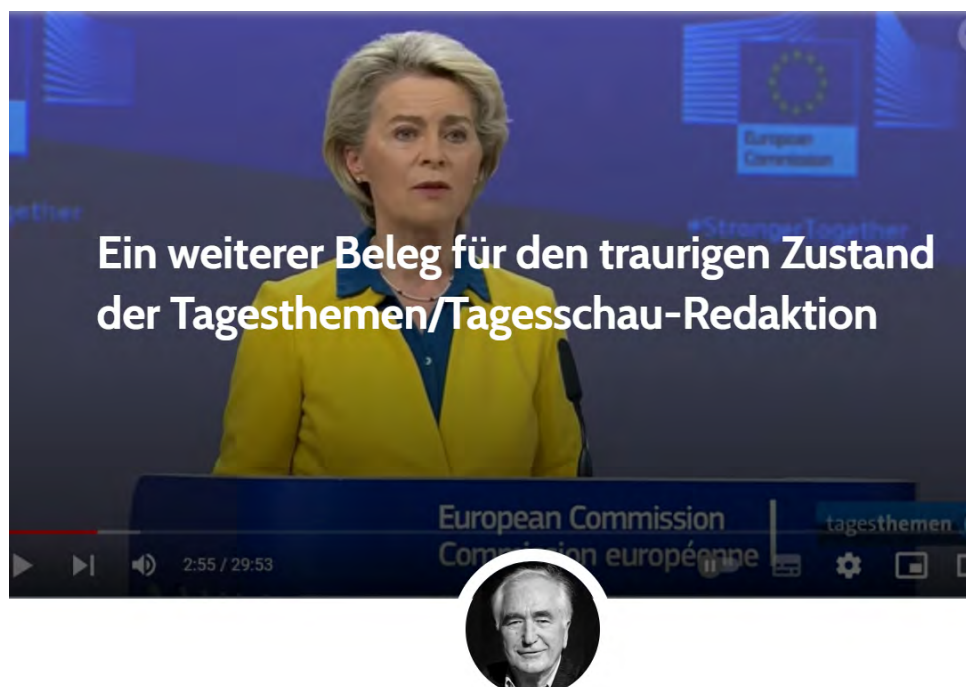 European
Commission
gether
#StrongerTogether
Ein weiterer Beleg für den traurigen Zustand
der Tagesthemen/Tagesschau-Redaktion
European Commission
Commission européenne
tagesthemen
2:55 / 29:53